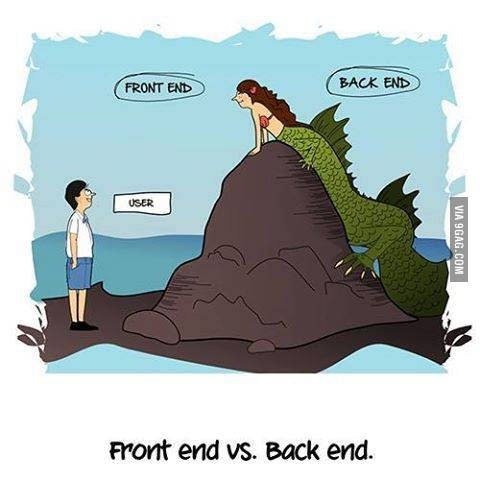 FRONT END
BACK END
USER
VIA 9GAG.COM
Front end vs. Back end.